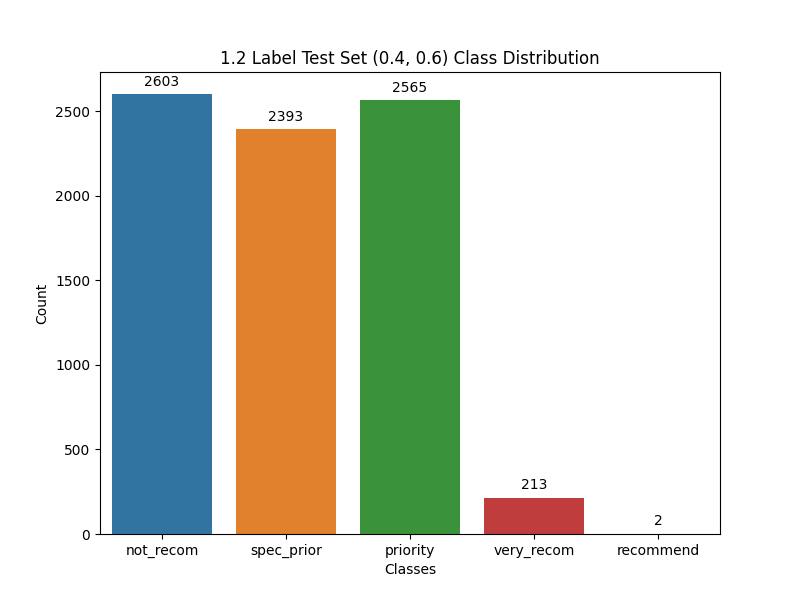 1.2 Label Test Set (0.4, 0.6) Class Distribution
2603
2393
2565
213
2
2500
2000
1500
1000
500
0
Count
not_recom
spec_prior
priority
very_recom
recommend
Classes